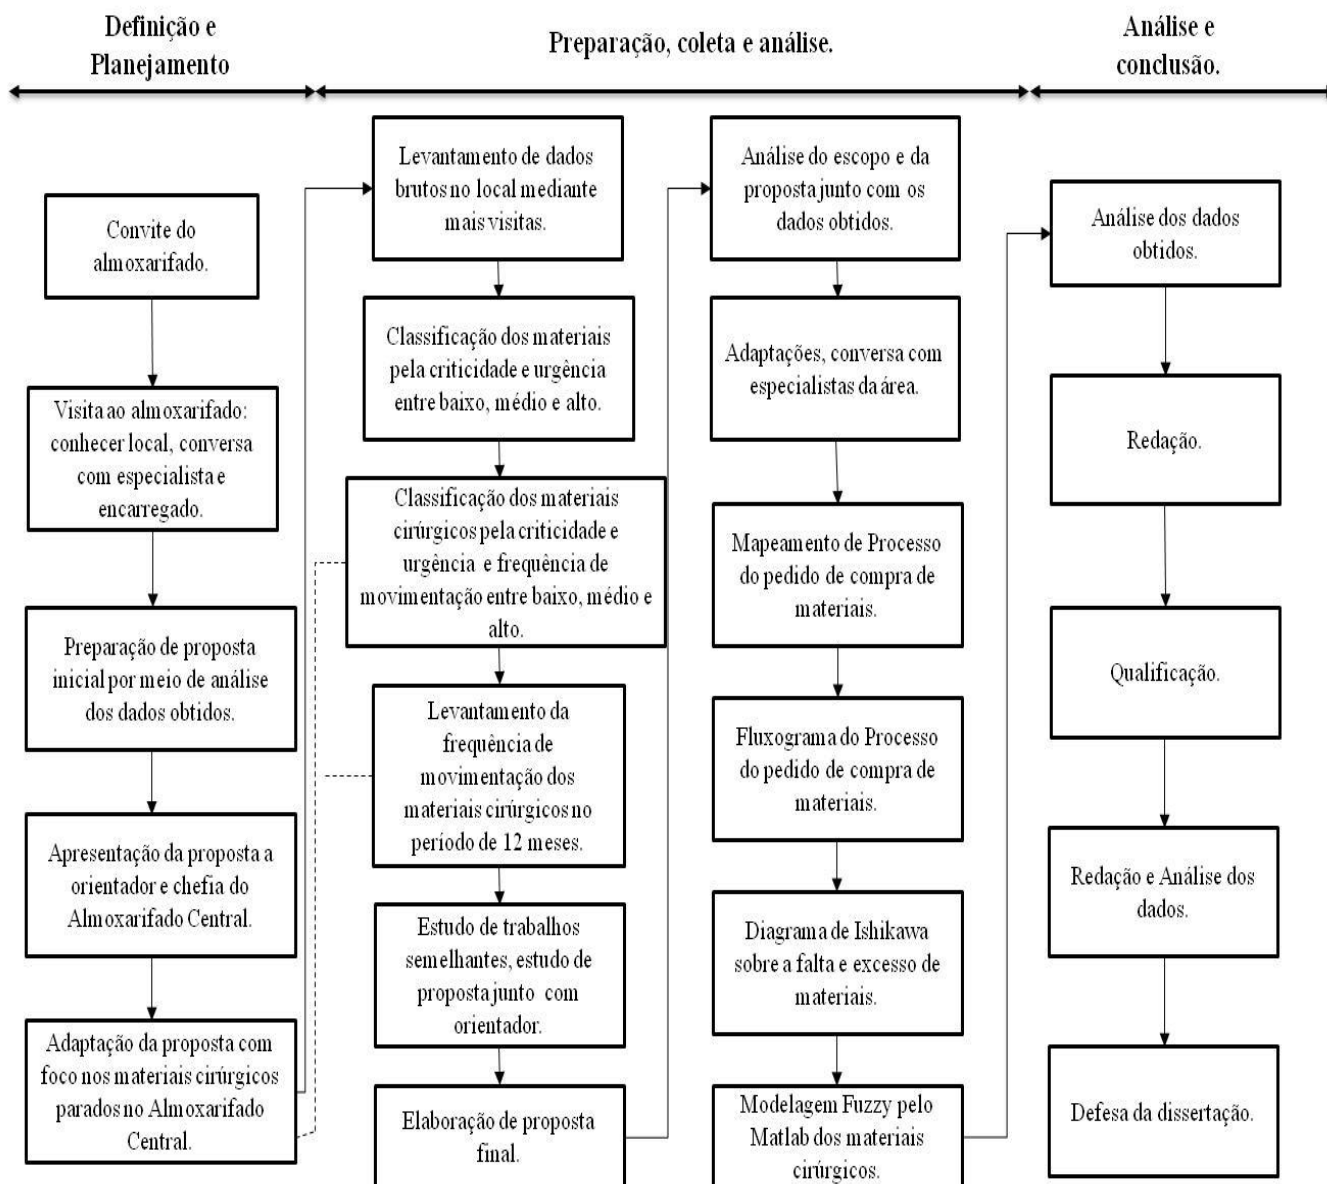 Definição e
Planejamento
Preparação, coleta e análise.
Análise e
conclusão.
Convite do
almoxarifado.
Visita ao almoxarifado:
conhecer local, conversa
com especialista e
encarregado.
Preparação de proposta
inicial por meio de análise
dos dados obtidos.
Apresentação da proposta a
orientador e chefia do
Almoxarifado Central.
Adaptação da proposta com
foco nos materiais cirúrgicos
parados no Almoxarifado
Central.
Levantamento de dados
brutos no local mediante
mais visitas.
Classificação dos materiais
pela criticidade e urgência
entre baixo, médio e alto.
Classificação dos materiais
cirúrgicos pela criticidade e
urgência e frequência de
movimentação entre baixo, médio e
alto.
Levantamento da
frequência de
movimentação dos
materiais cirúrgicos no
período de 12 meses.
Estudo de trabalhos
semelhantes, estudo de
proposta junto com
orientador.
Elaboração de proposta
final.
Análise do escopo e da
proposta junto com os
dados obtidos.
Adaptações, conversa com
especialistas da área.
Mapeamento de Processo
do pedido de compra de
materiais.
Fluxograma do Processo
do pedido de compra de
materiais.
Diagrama de Ishikawa
sobre a falta e excesso de
materiais.
Modelagem Fuzzy pelo
Matlab dos materiais
cirúrgicos.
Análise dos dados
obtidos.
Redação.
Qualificação.
Redação e Análise dos
dados.
Defesa da dissertação.